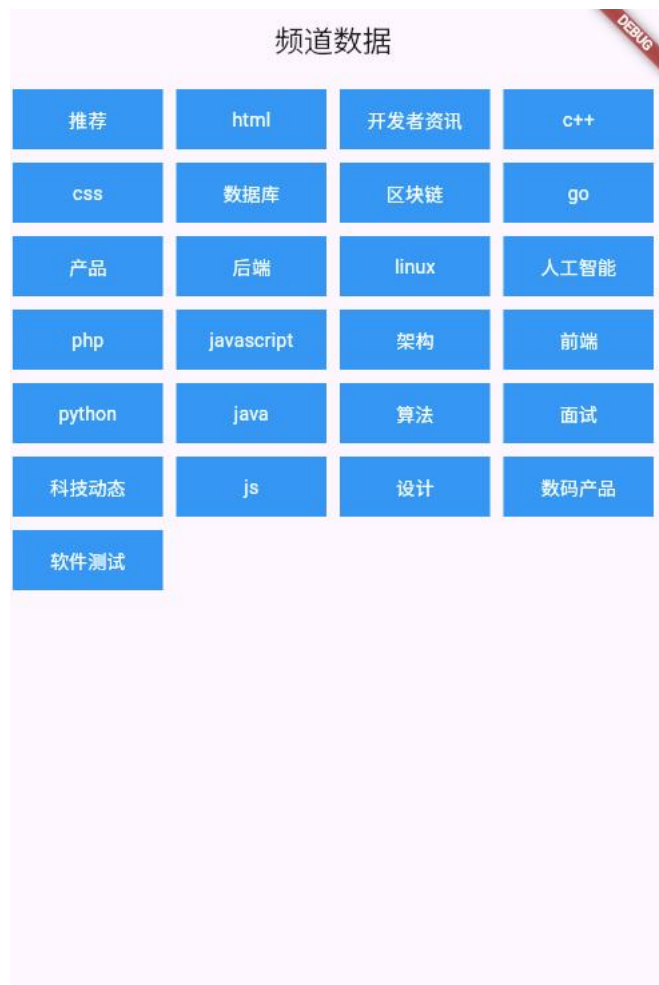 频道数据
DEBUG
推荐 html 开发者资讯 c++
css 数据库 区块链 go
产品 后端 linux 人工智能
php javascript 架构 前端
python java 算法 面试
科技动态 js 设计 数码产品
软件测试